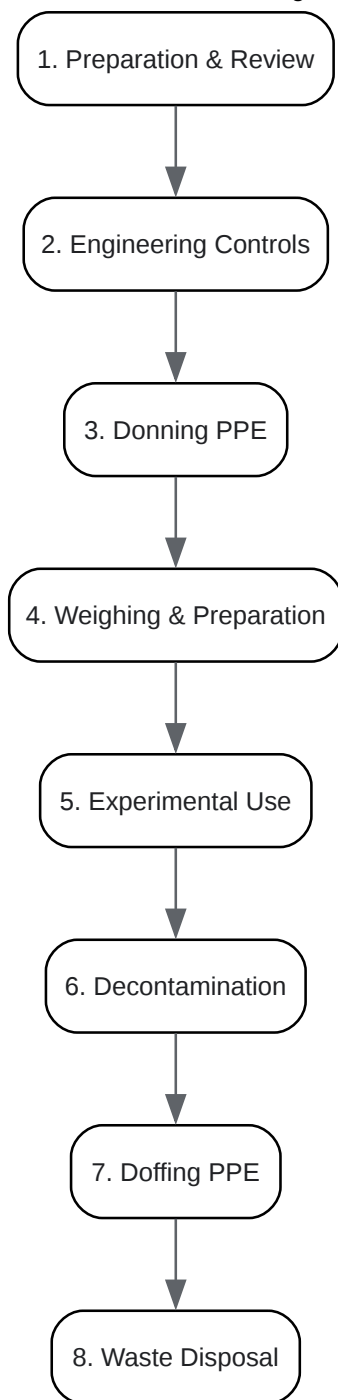 1. Preparation & Review
2. Engineering Controls
3. Donning PPE
4. Weighing & Preparation
5. Experimental Use
6. Decontamination
7. Doffing PPE
8. Waste Disposal